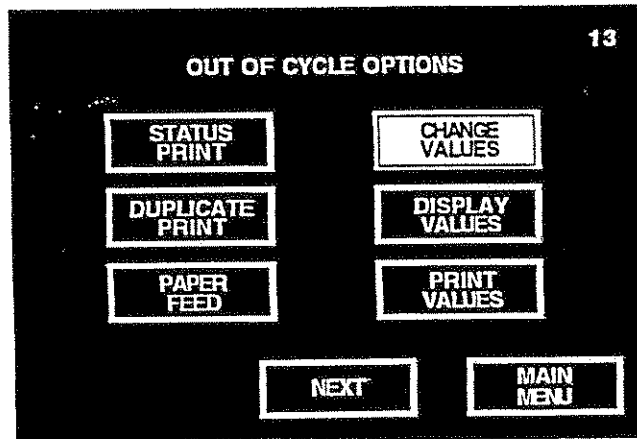 13
OUT OF CYCLE OPTIONS
STATUS
PRINT
CHANGE
VALUES
DUPLICATE
PRINT
DISPLAY
VALUES
PAPER
FEED
PRINT
VALUES
NEXT
MAIN
MENU